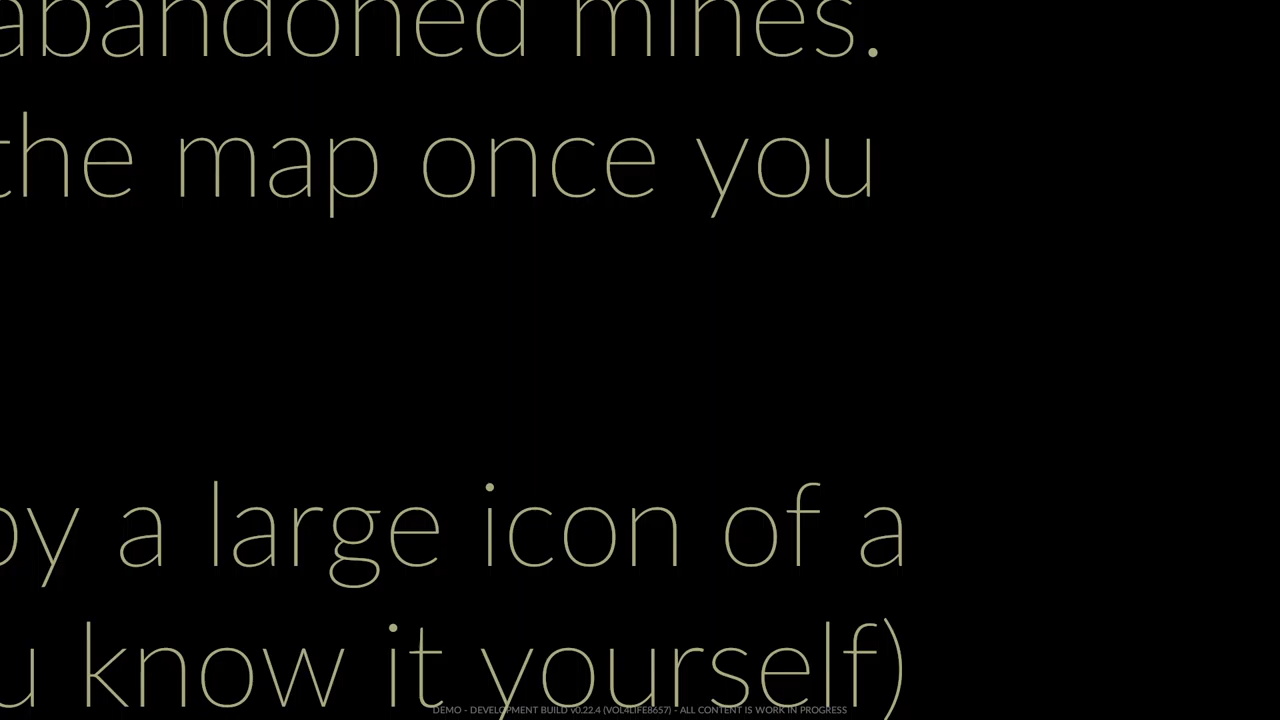 abandoned mines.
the map once you
by a large icon of a
u know it yourself)
DEMO - DEVELOPMENT BUILD v0.22.4 (VOL4LIFE8657) - ALL CONTENT IS WORK IN PROGRESS